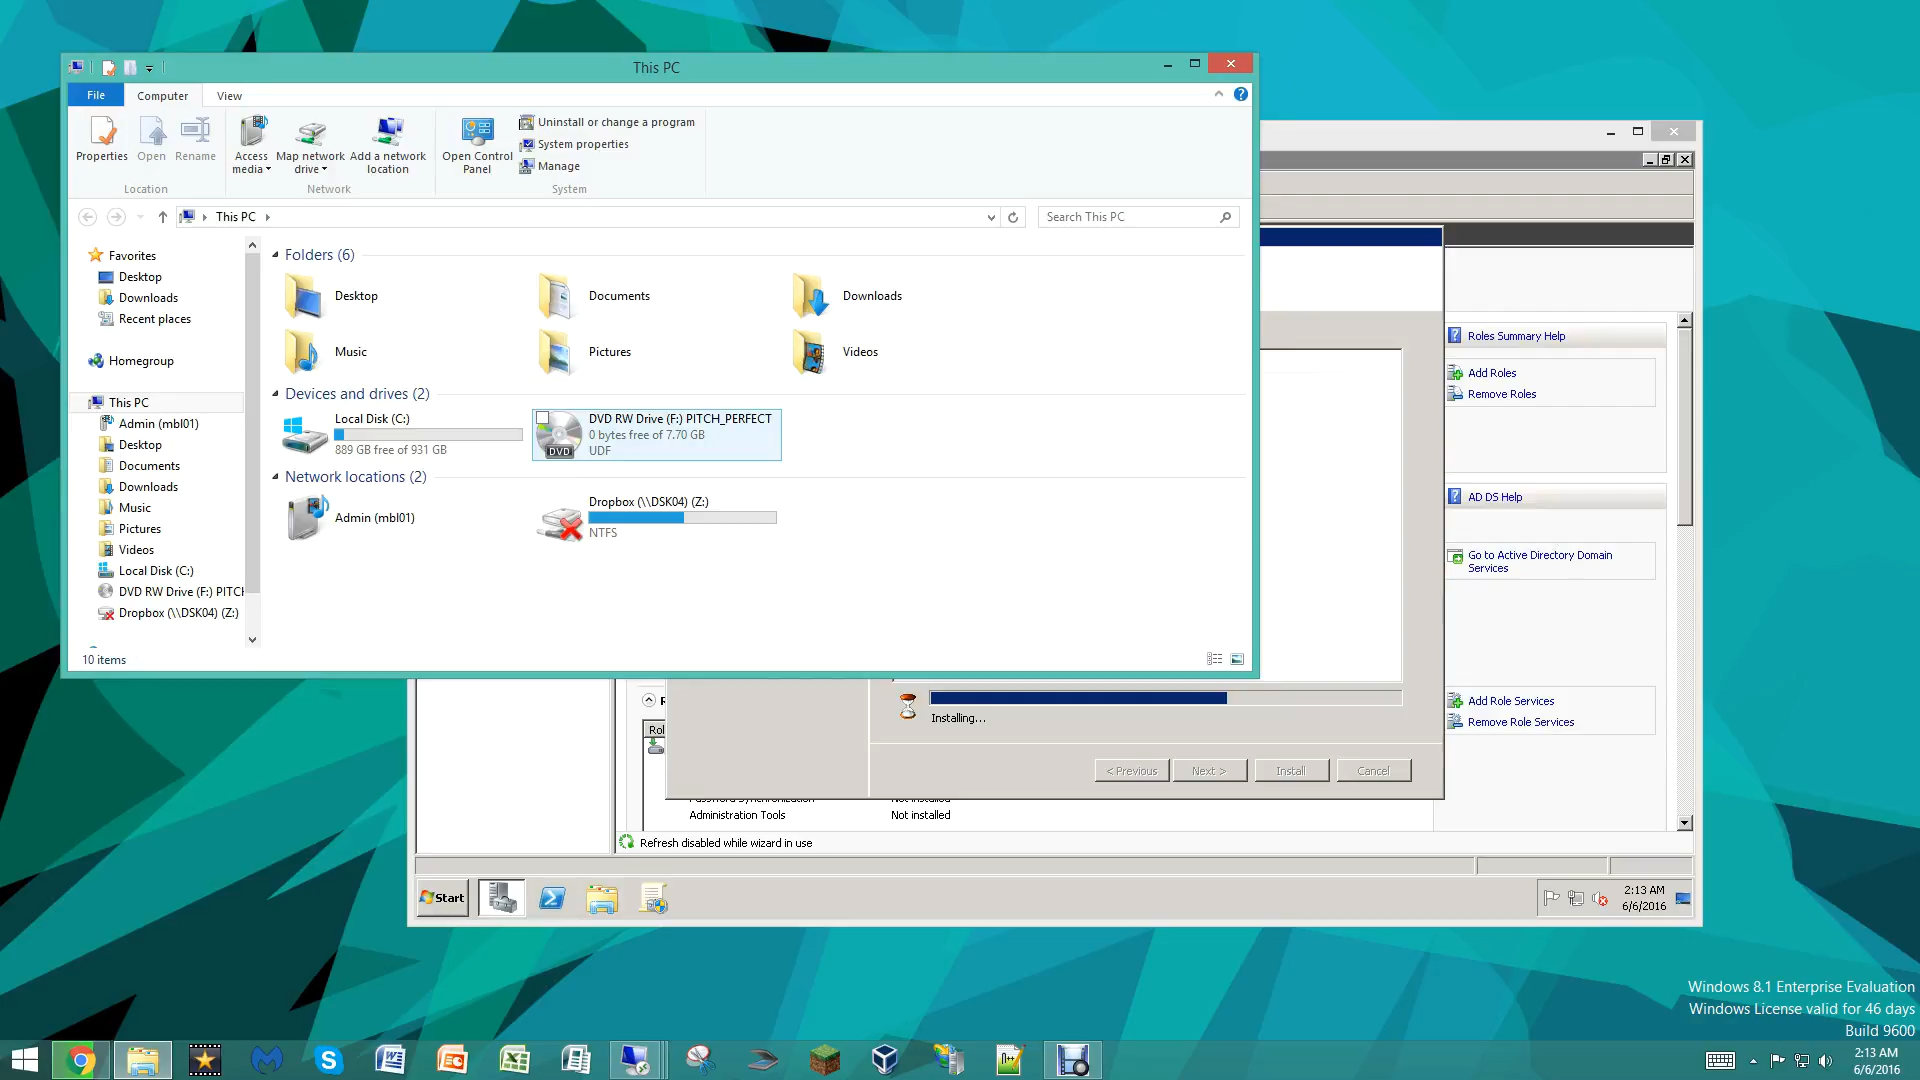 This PC
File
Computer
View
Properties
Open
Rename
Access media
Map network drive
Add a network location
Open Control Panel
Uninstall or change a program
System properties
Manage
Location
Network
System
This PC
Search This PC
Favorites
Desktop
Downloads
Recent places
Homegroup
This PC
Admin (mbl01)
Desktop
Documents
Downloads
Music
Pictures
Videos
Local Disk (C:)
DVD RW Drive (F:) PITCH
Dropbox (\\DSK04) (Z:)
Folders (6)
Desktop
Documents
Downloads
Music
Pictures
Videos
Devices and drives (2)
Local Disk (C:)
889 GB free of 931 GB
DVD RW Drive (F:) PITCH_PERFECT
0 bytes free of 7.70 GB
UDF
DVD
Network locations (2)
Admin (mbl01)
Dropbox (\\DSK04) (Z:)
NTFS
10 items
Roles Summary Help
Add Roles
Remove Roles
AD DS Help
Go to Active Directory Domain
Services
Add Role Services
Remove Role Services
Rol
Installing...
< Previous
Next >
Install
Cancel
Password Synchronization
Not installed
Administration Tools
Not installed
Refresh disabled while wizard in use
Start
2:13 AM
6/6/2016
Windows 8.1 Enterprise Evaluation
Windows License valid for 46 days
Build 9600
2:13 AM
6/6/2016